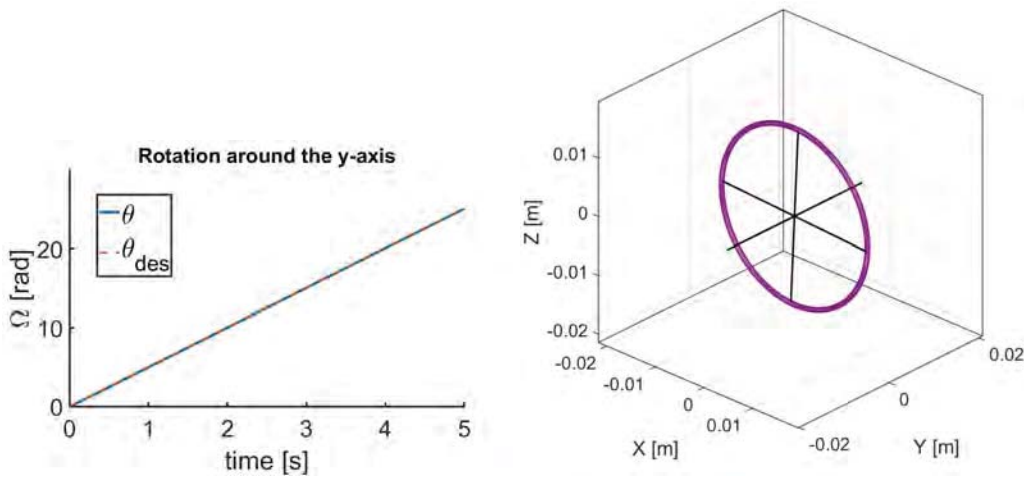 Rotation around the y-axis
θ
θdes
Ω [rad]
20
10
0
0 1 2 3 4 5
time [s]
Z [m]
0.01
0
-0.01
-0.02
-0.02
-0.01
0
0.01
X [m]
-0.02
0
0.02
Y [m]